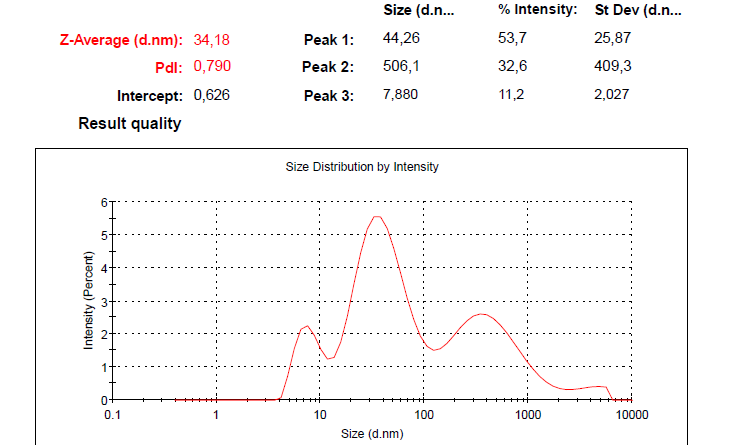 Size (d.n... % Intensity: St Dev (d.n...
Z-Average (d.nm): 34,18 Peak 1: 44,26 53,7 25,87
PdI: 0,790 Peak 2: 506,1 32,6 409,3
Intercept: 0,626 Peak 3: 7,880 11,2 2,027
Result quality
Size Distribution by Intensity
6
5
4
3
2
1
0
Intensity (Percent)
0.1 1 10 100 1000 10000
Size (d.nm)